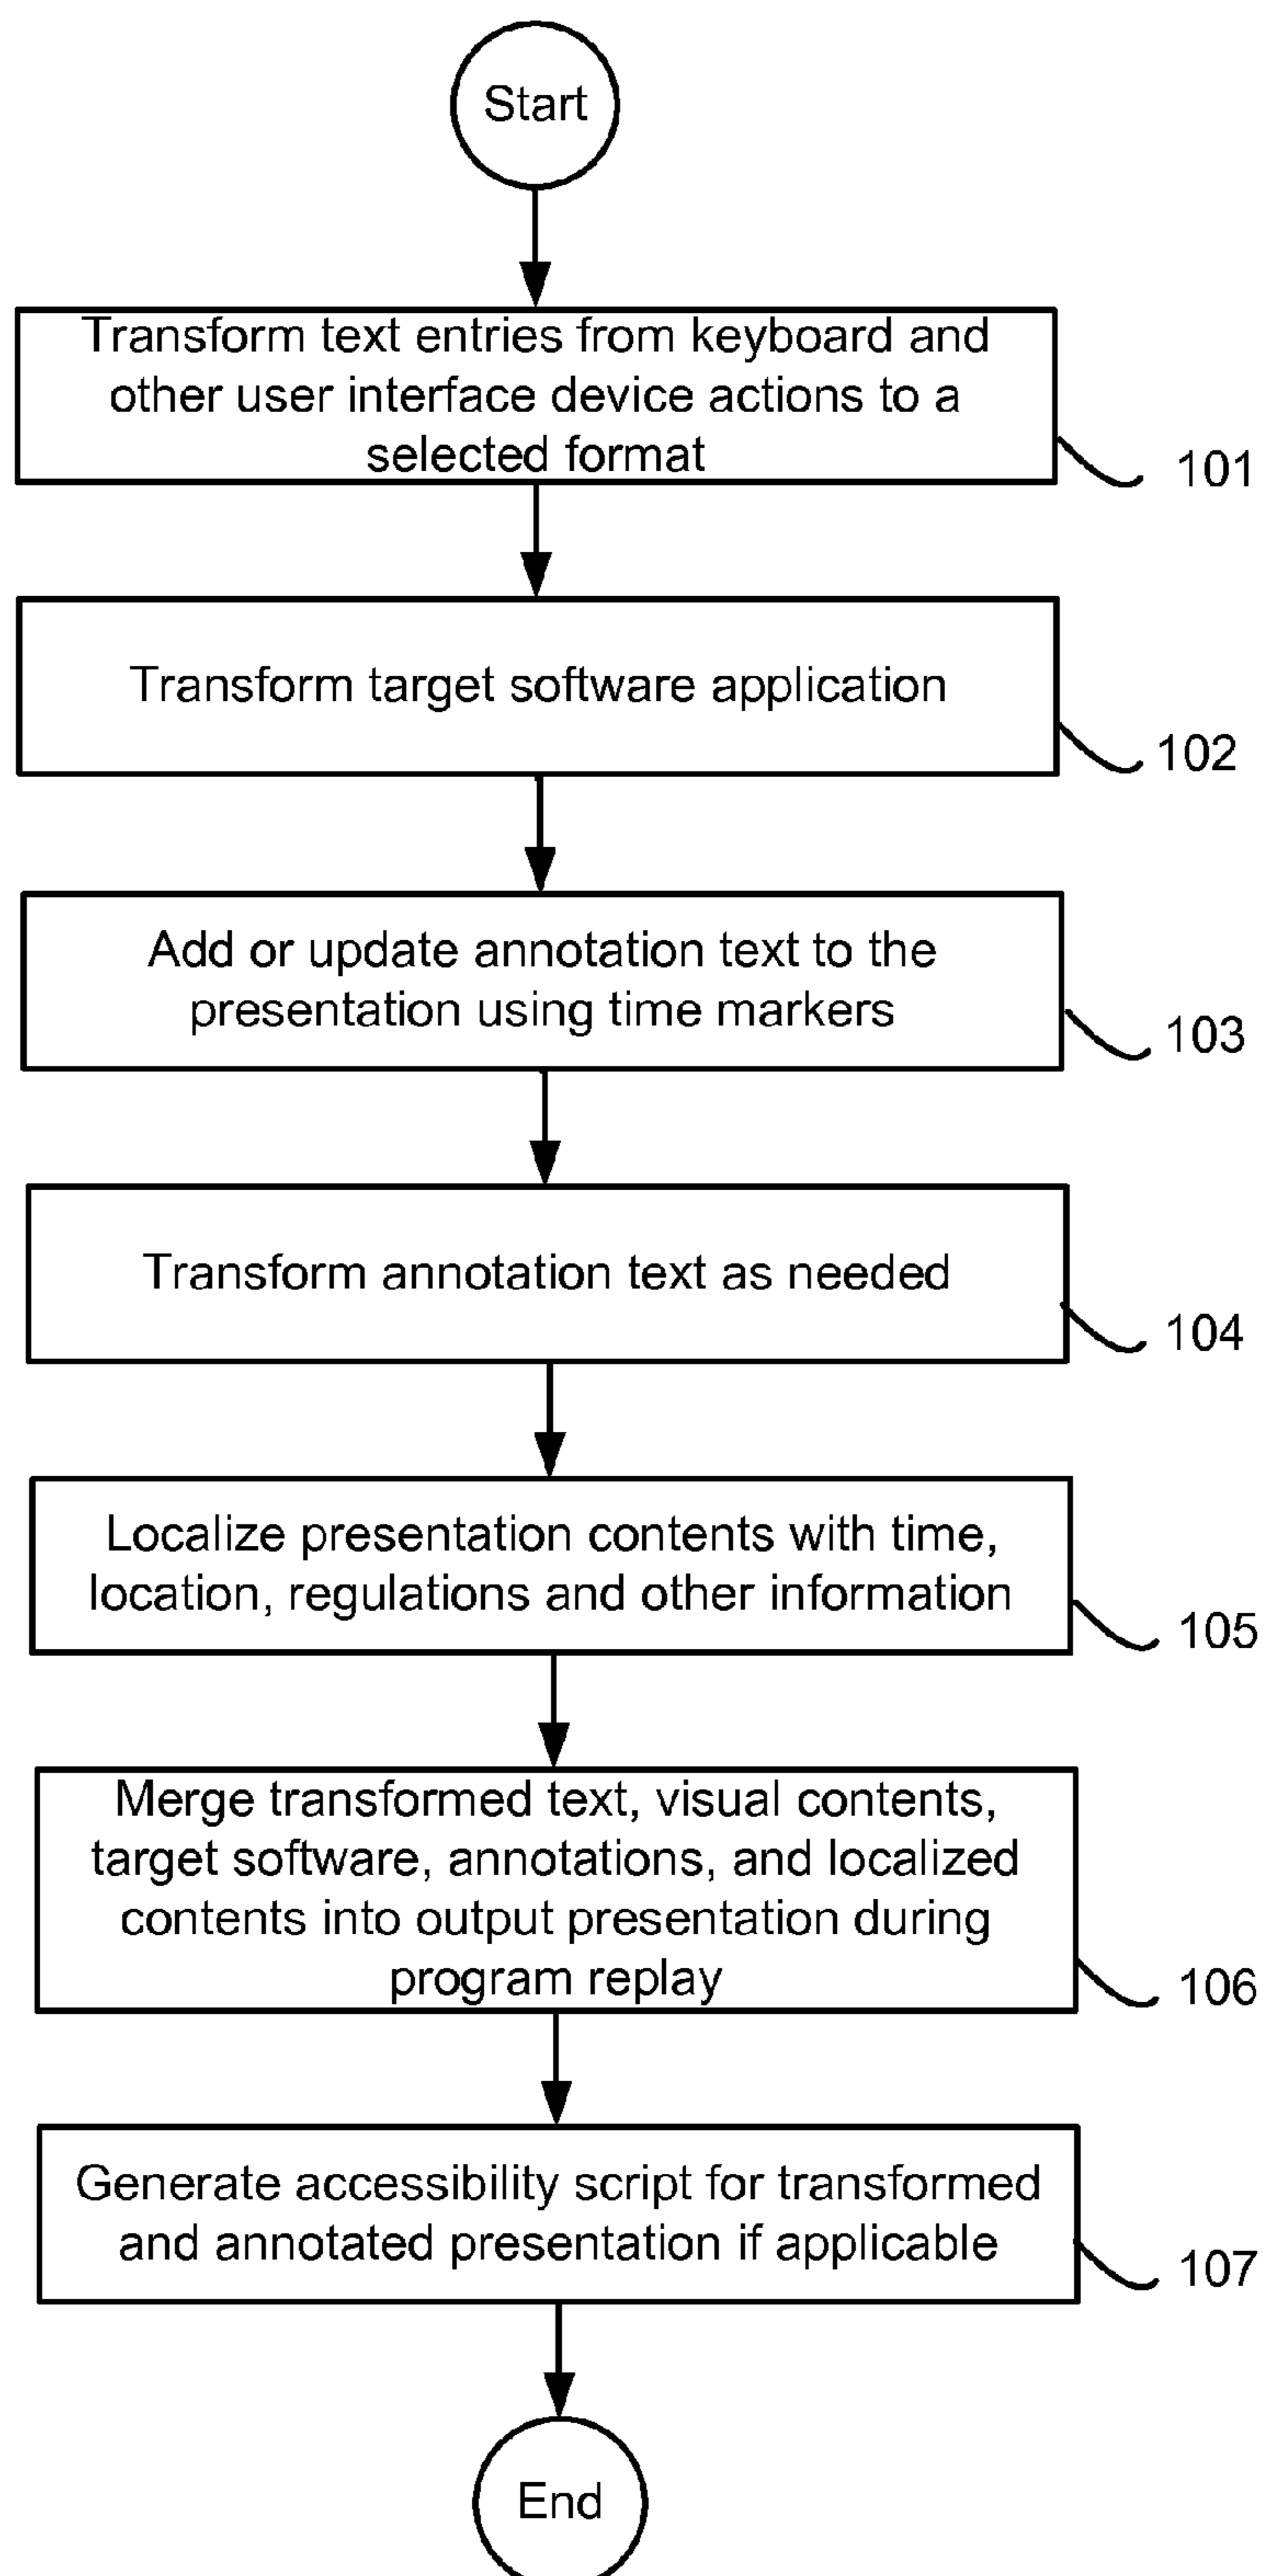 Start
Transform text entries from keyboard and
other user interface device actions to a
selected format
101
Transform target software application
102
Add or update annotation text to the
presentation using time markers
103
Transform annotation text as needed
104
Localize presentation contents with time,
location, regulations and other information
105
Merge transformed text, visual contents,
target software, annotations, and localized
contents into output presentation during
program replay
106
Generate accessibility script for transformed
and annotated presentation if applicable
107
End